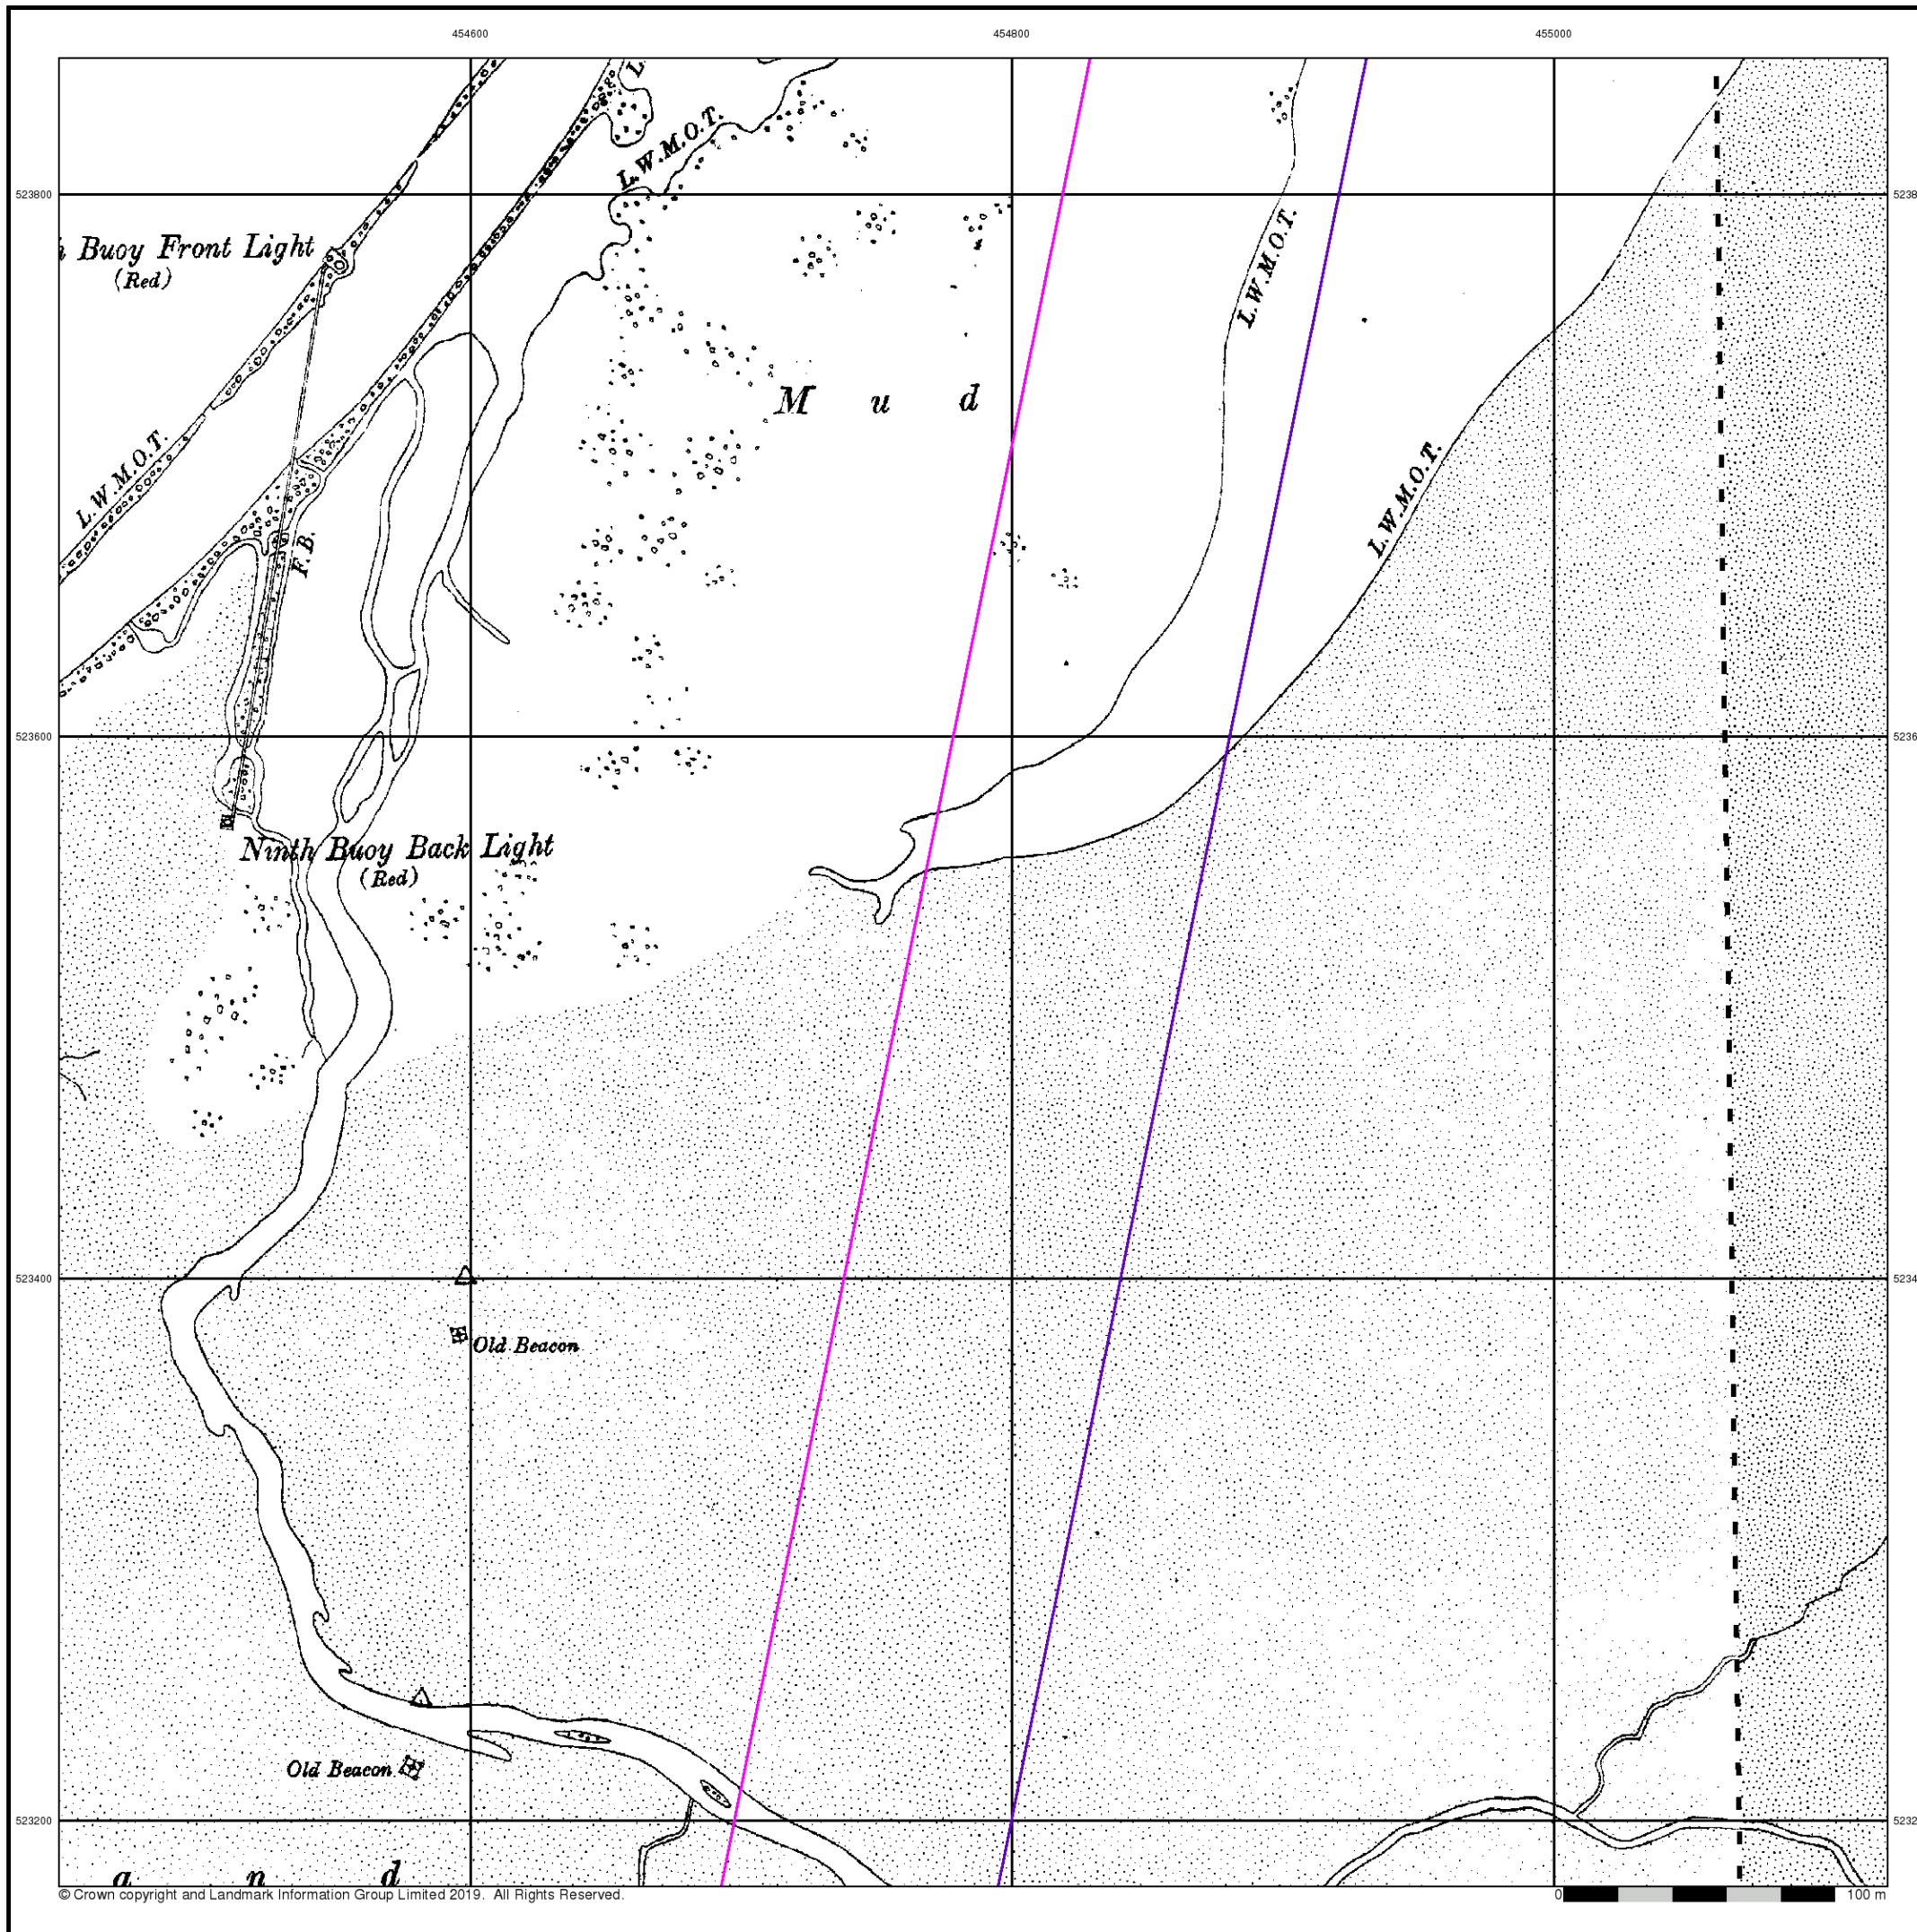 454600 454800 455000
L.
L.W.M.O.T.
523800 5238
h Buoy Front Light
(Red)
L.W.M.O.T.
M u d
L.W.M.O.T.
L.W.M.O.T.
F.B.
523600 5236
Ninth Buoy Back Light
(Red)
523400 5234
Old Beacon
Old Beacon
523200 5232
a n d
© Crown copyright and Landmark Information Group Limited 2019. All Rights Reserved.
0 100 m